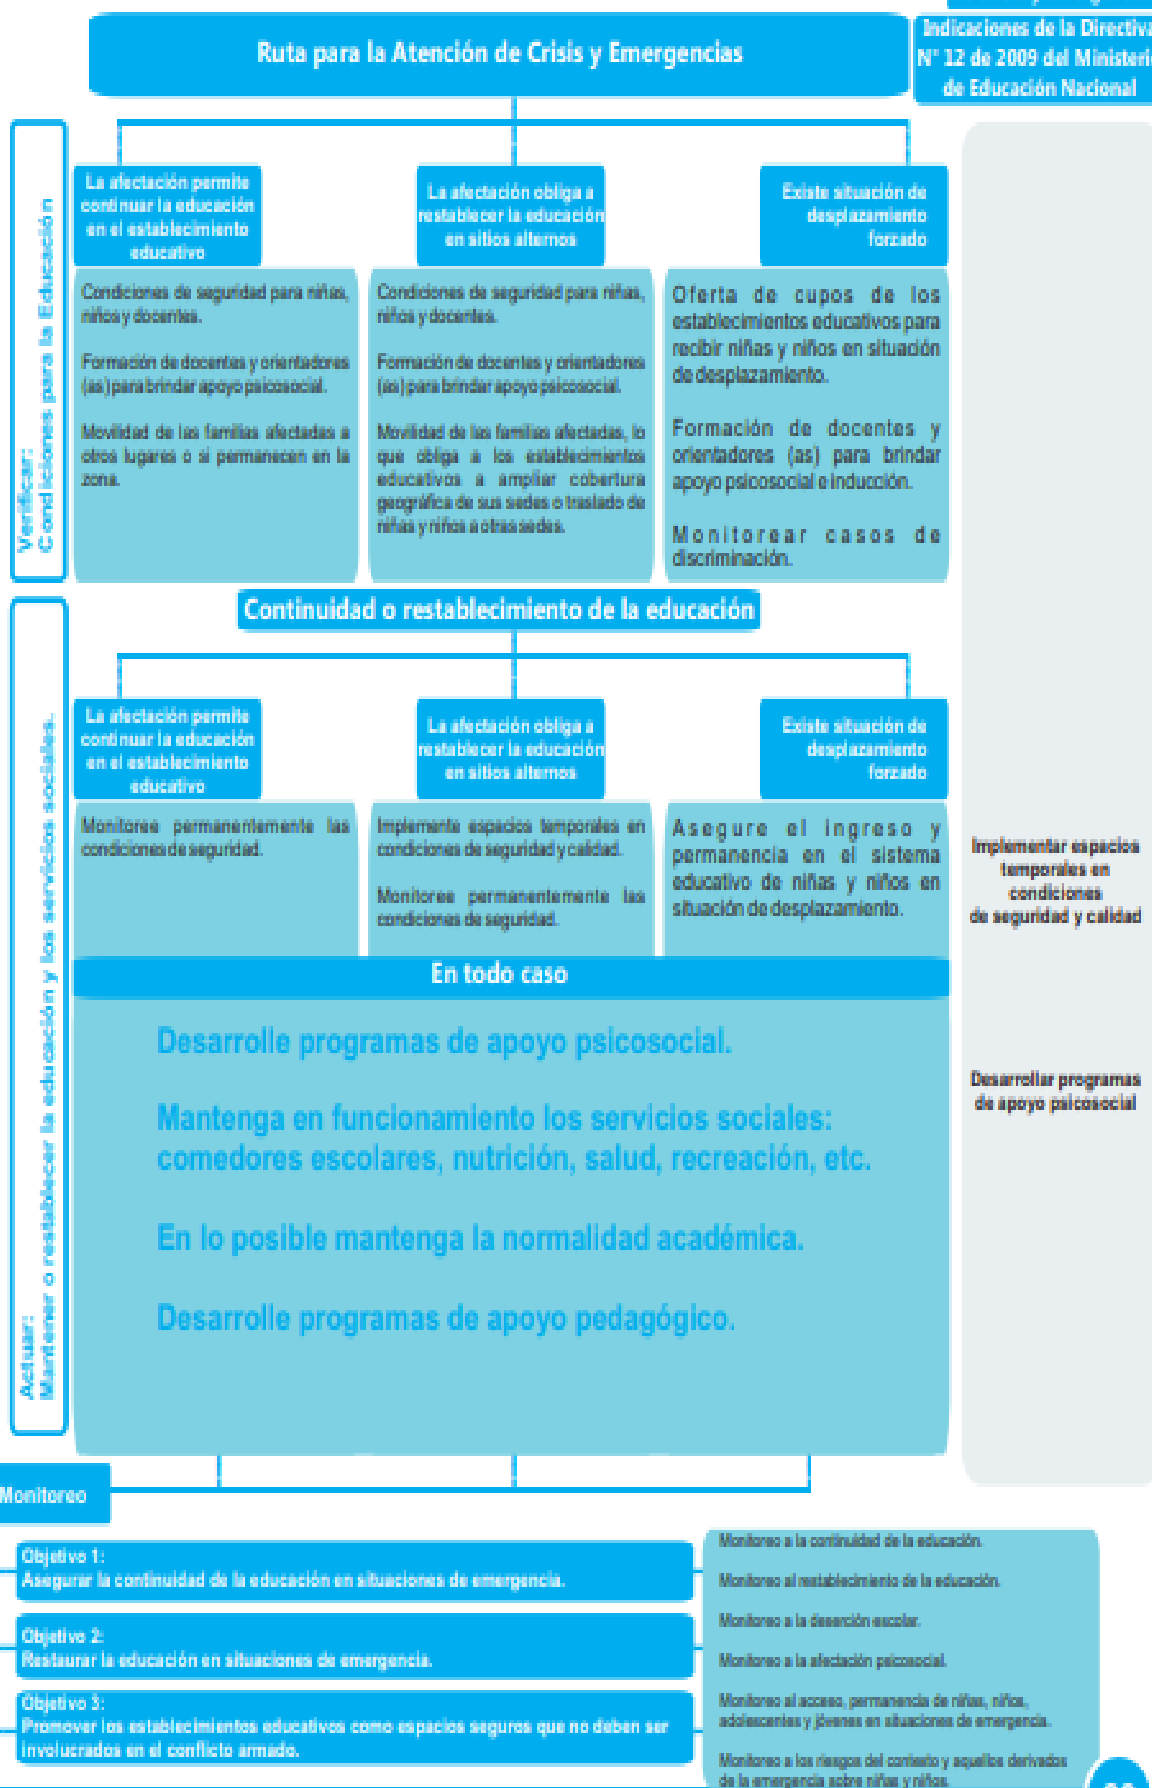 Ruta para la Atención de Crisis y Emergencias
Indicaciones de la Directiva
N° 12 de 2009 del Ministerio
de Educación Nacional
Verificar:
Condiciones para la Educación
La afectación permite
continuar la educación
en el establecimiento
educativo
La afectación obliga a
restablecer la educación
en sitios alternos
Existe situación de
desplazamiento
forzado
Condiciones de seguridad para niñas,
niños y docentes.
Formación de docentes y orientadores
(as) para brindar apoyo psicosocial.
Movilidad de las familias afectadas a
otros lugares o si permanecen en la
zona.
Condiciones de seguridad para niñas,
niños y docentes.
Formación de docentes y orientadores
(as) para brindar apoyo psicosocial.
Movilidad de las familias afectadas, lo
que obliga a los establecimientos
educativos a ampliar cobertura
geográfica de sus sedes o traslado de
niñas y niños a otras sedes.
Oferta de cupos de los
establecimientos educativos para
recibir niñas y niños en situación
de desplazamiento.
Formación de docentes y
orientadores (as) para brindar
apoyo psicosocial e inducción.
Monitorear casos de
discriminación.
Continuidad o restablecimiento de la educación
Actuar:
Mantener o restablecer la educación y los servicios sociales.
La afectación permite
continuar la educación
en el establecimiento
educativo
La afectación obliga a
restablecer la educación
en sitios alternos
Existe situación de
desplazamiento
forzado
Monitoree permanentemente las
condiciones de seguridad.
Implemente espacios temporales en
condiciones de seguridad y calidad.
Monitoree permanentemente las
condiciones de seguridad.
Asegure el ingreso y
permanencia en el sistema
educativo de niñas y niños en
situación de desplazamiento.
Implementar espacios
temporales en
condiciones
de seguridad y calidad
En todo caso
Desarrolle programas de apoyo psicosocial.
Mantenga en funcionamiento los servicios sociales:
comedores escolares, nutrición, salud, recreación, etc.
En lo posible mantenga la normalidad académica.
Desarrolle programas de apoyo pedagógico.
Desarrollar programas
de apoyo psicosocial
Monitoreo
Objetivo 1:
Asegurar la continuidad de la educación en situaciones de emergencia.
Objetivo 2:
Restaurar la educación en situaciones de emergencia.
Objetivo 3:
Promover los establecimientos educativos como espacios seguros que no deben ser
involucrados en el conflicto armado.
Monitoreo a la continuidad de la educación.
Monitoreo al restablecimiento de la educación.
Monitoreo a la deserción escolar.
Monitoreo a la afectación psicosocial.
Monitoreo al acceso, permanencia de niñas, niños,
adolescentes y jóvenes en situaciones de emergencia.
Monitoreo a los riesgos del contexto y aquellos derivados
de la emergencia sobre niñas y niños.